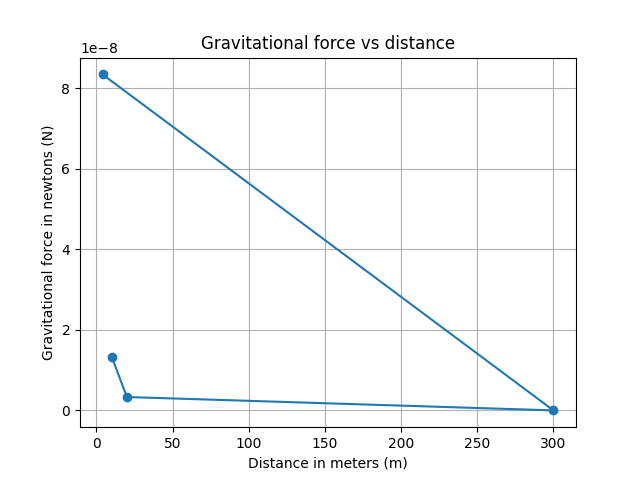 Gravitational force vs distance
1e−8
8
6
4
2
0
Gravitational force in newtons (N)
0 50 100 150 200 250 300
Distance in meters (m)